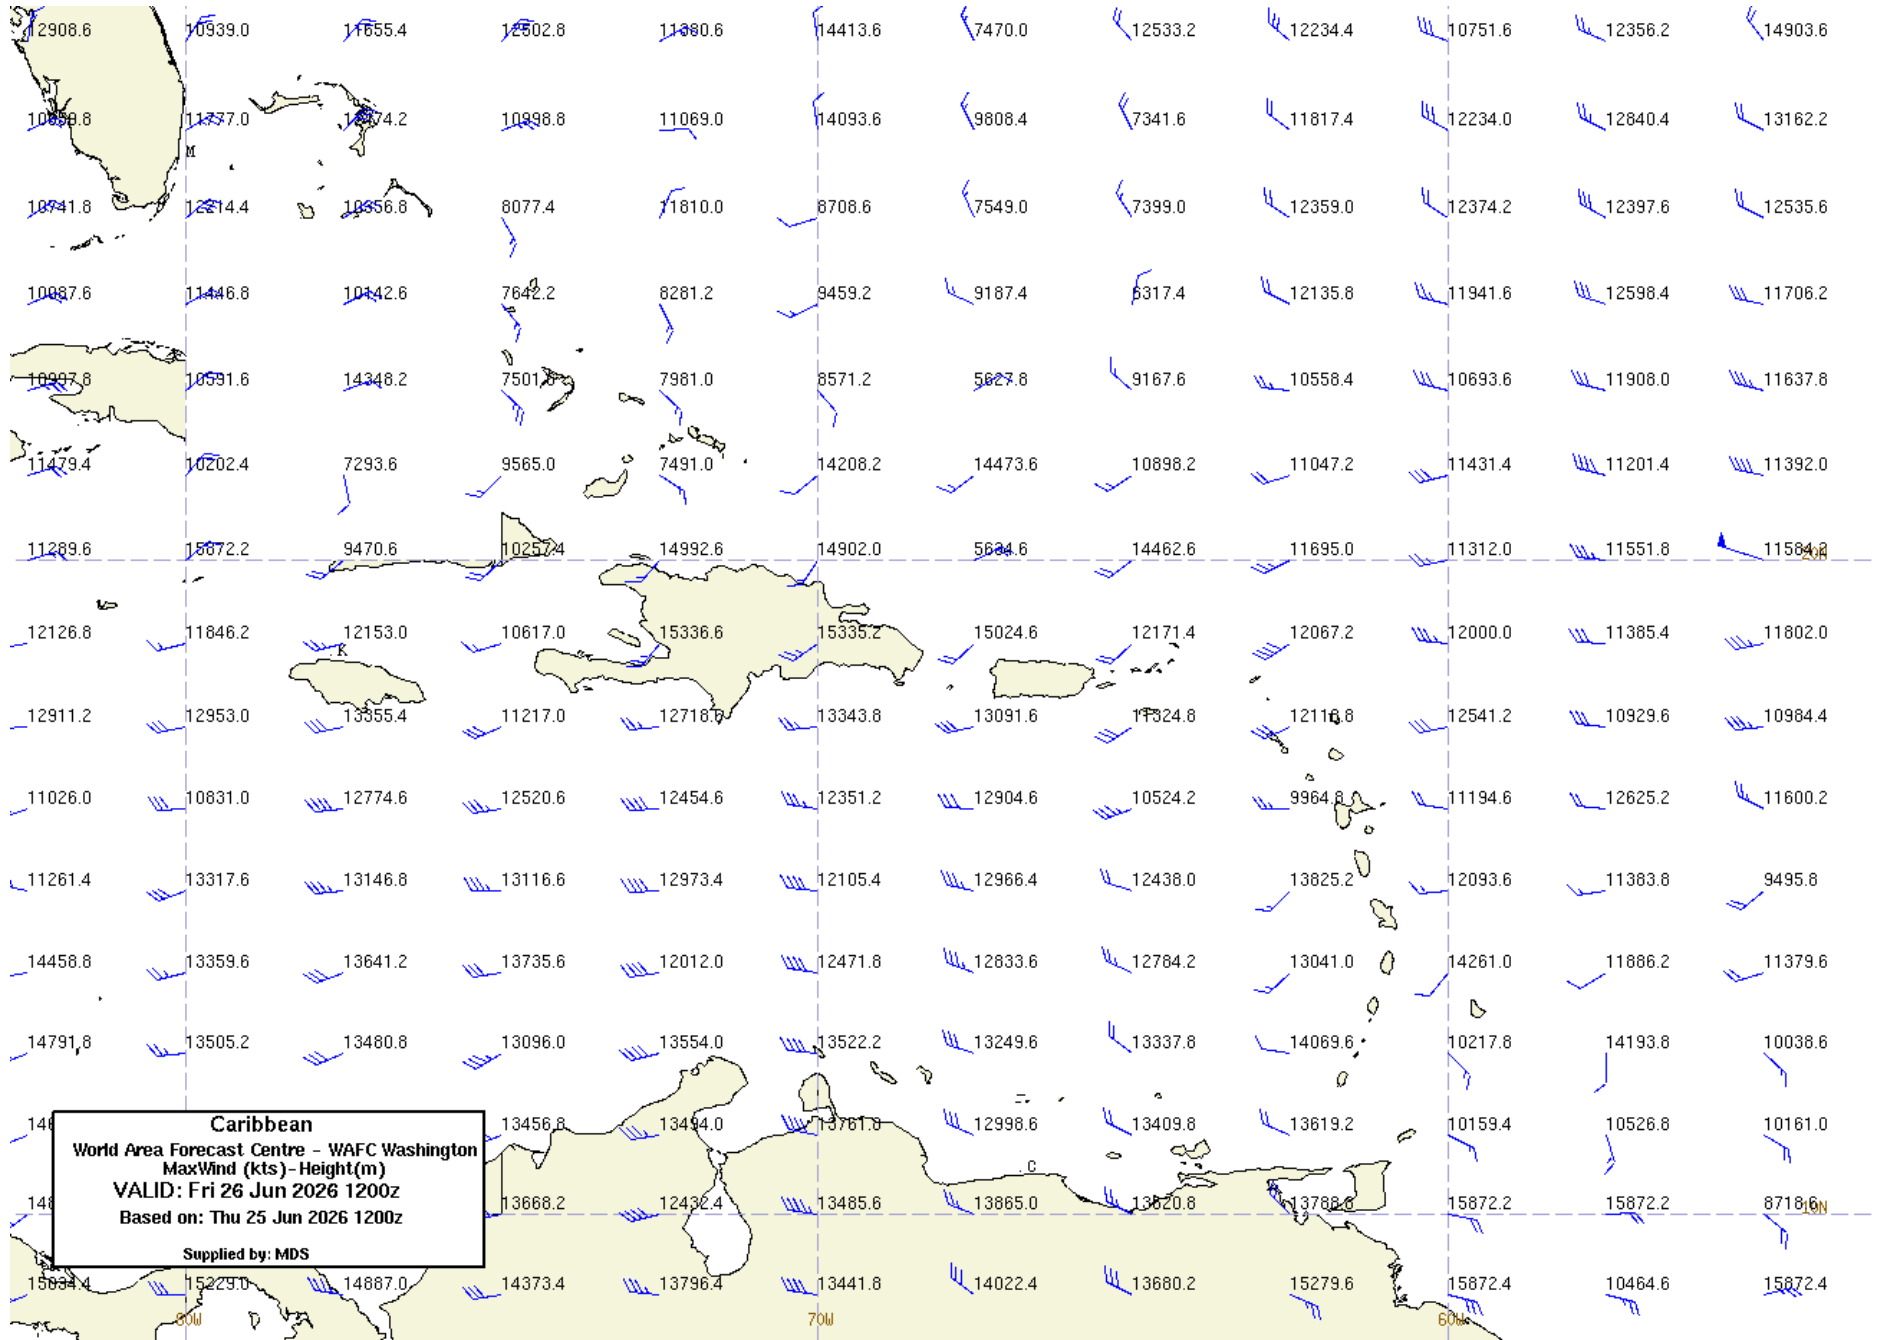 12908.6 10939.0 11655.4 12502.8 11380.6 14413.6 7470.0 12533.2 12234.4 10751.6 12356.2 14903.6
11777.0 10998.8 11069.0 14093.6 9808.4 7341.6 11817.4 12234.0 12840.4 13162.2
M
10741.8 12214.4 10356.8 8077.4 11810.0 8708.6 7549.0 7399.0 12359.0 12374.2 12397.6 12535.6
10087.6 11446.8 10142.6 7642.2 8281.2 9459.2 9187.4 6317.4 12135.8 11941.6 12598.4 11706.2
10997.8 10591.6 14348.2 7981.0 8571.2 5627.8 9167.6 10558.4 10693.6 11908.0 11637.8
11479.4 10202.4 7293.6 9565.0 7491.0 14208.2 14473.6 10898.2 11047.2 11431.4 11201.4 11392.0
11289.6 15872.2 9470.6 10257.4 14992.6 14902.0 5634.6 14462.6 11695.0 11312.0 11551.8 11584.2 20N
12126.8 11846.2 12153.0 10617.0 15336.6 15335.2 15024.6 12171.4 12067.2 12000.0 11385.4 11802.0
K
12911.2 12953.0 13355.4 11217.0 12718.6 13343.8 13091.6 11324.8 12118.8 12541.2 10929.6 10984.4
11026.0 10831.0 12774.6 12520.6 12454.6 12351.2 12904.6 10524.2 9964.8 11194.6 12625.2 11600.2
11261.4 13317.6 13146.8 13116.6 12973.4 12105.4 12966.4 12438.0 13825.2 12093.6 11383.8 9495.8
14458.8 13359.6 13641.2 13735.6 12012.0 12471.8 12833.6 12784.2 13041.0 14261.0 11886.2 11379.6
14791.8 13505.2 13480.8 13096.0 13554.0 13522.2 13249.6 13337.8 14069.6 10217.8 14193.8 10038.6
13456.8 13494.0 13761.8 12998.6 13409.8 13619.2 10159.4 10526.8 10161.0
C
13668.2 12432.4 13485.6 13665.0 13620.8 13788.8 15872.2 15872.2 8718.6 10N
Caribbean
World Area Forecast Centre - WAFC Washington
MaxWind (kts)-Height(m)
VALID: Fri 26 Jun 2026 1200z
Based on: Thu 25 Jun 2026 1200z
Supplied by: MDS
15034.4 15229.0 14887.0 14373.4 13796.4 13441.8 14022.4 13680.2 15279.6 15872.4 10464.6 15872.4
80W 70W 60W